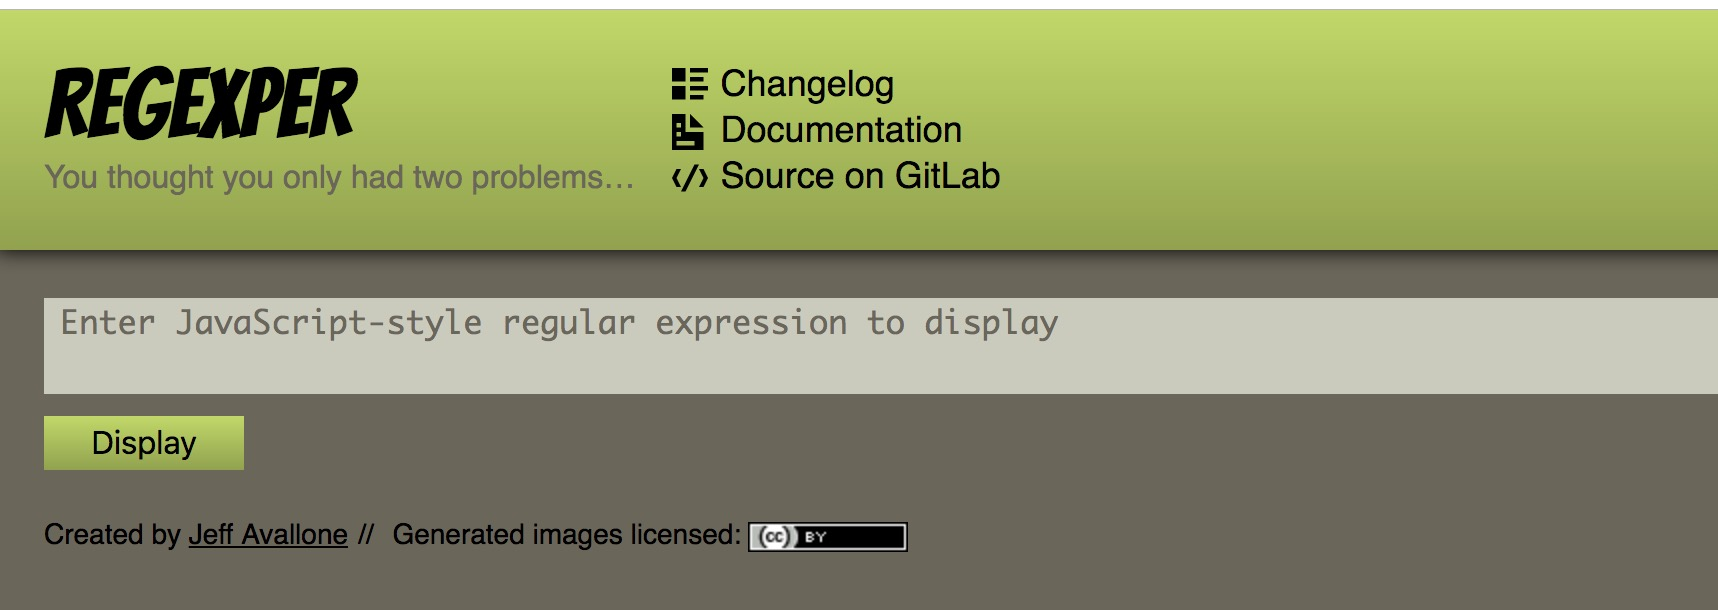 REGEXPER
You thought you only had two problems...
Changelog
Documentation
Source on GitLab
Enter JavaScript-style regular expression to display
Display
Created by Jeff Avallone // Generated images licensed: (cc) BY